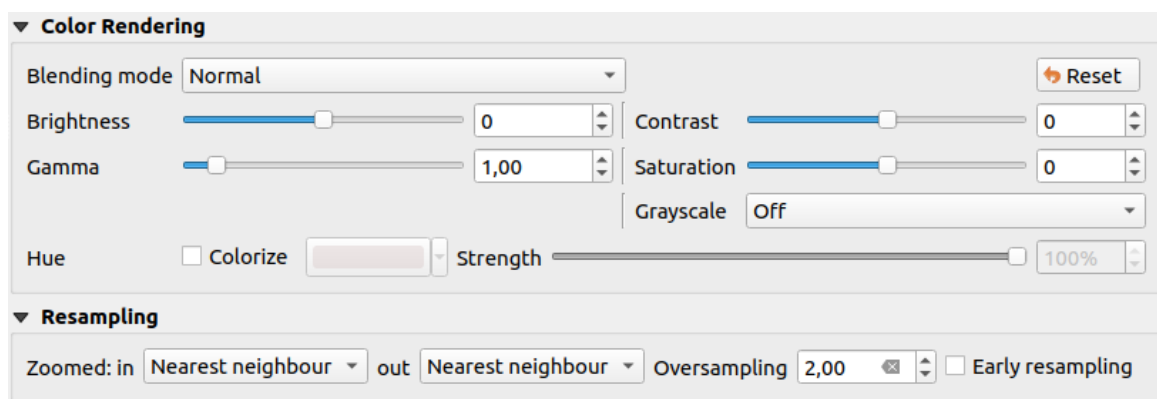 Color Rendering
Blending mode Normal Reset
Brightness 0 Contrast 0
Gamma 1,00 Saturation 0
Grayscale Off
Hue Colorize Strength 100%
Resampling
Zoomed: in Nearest neighbour out Nearest neighbour Oversampling 2,00 Early resampling